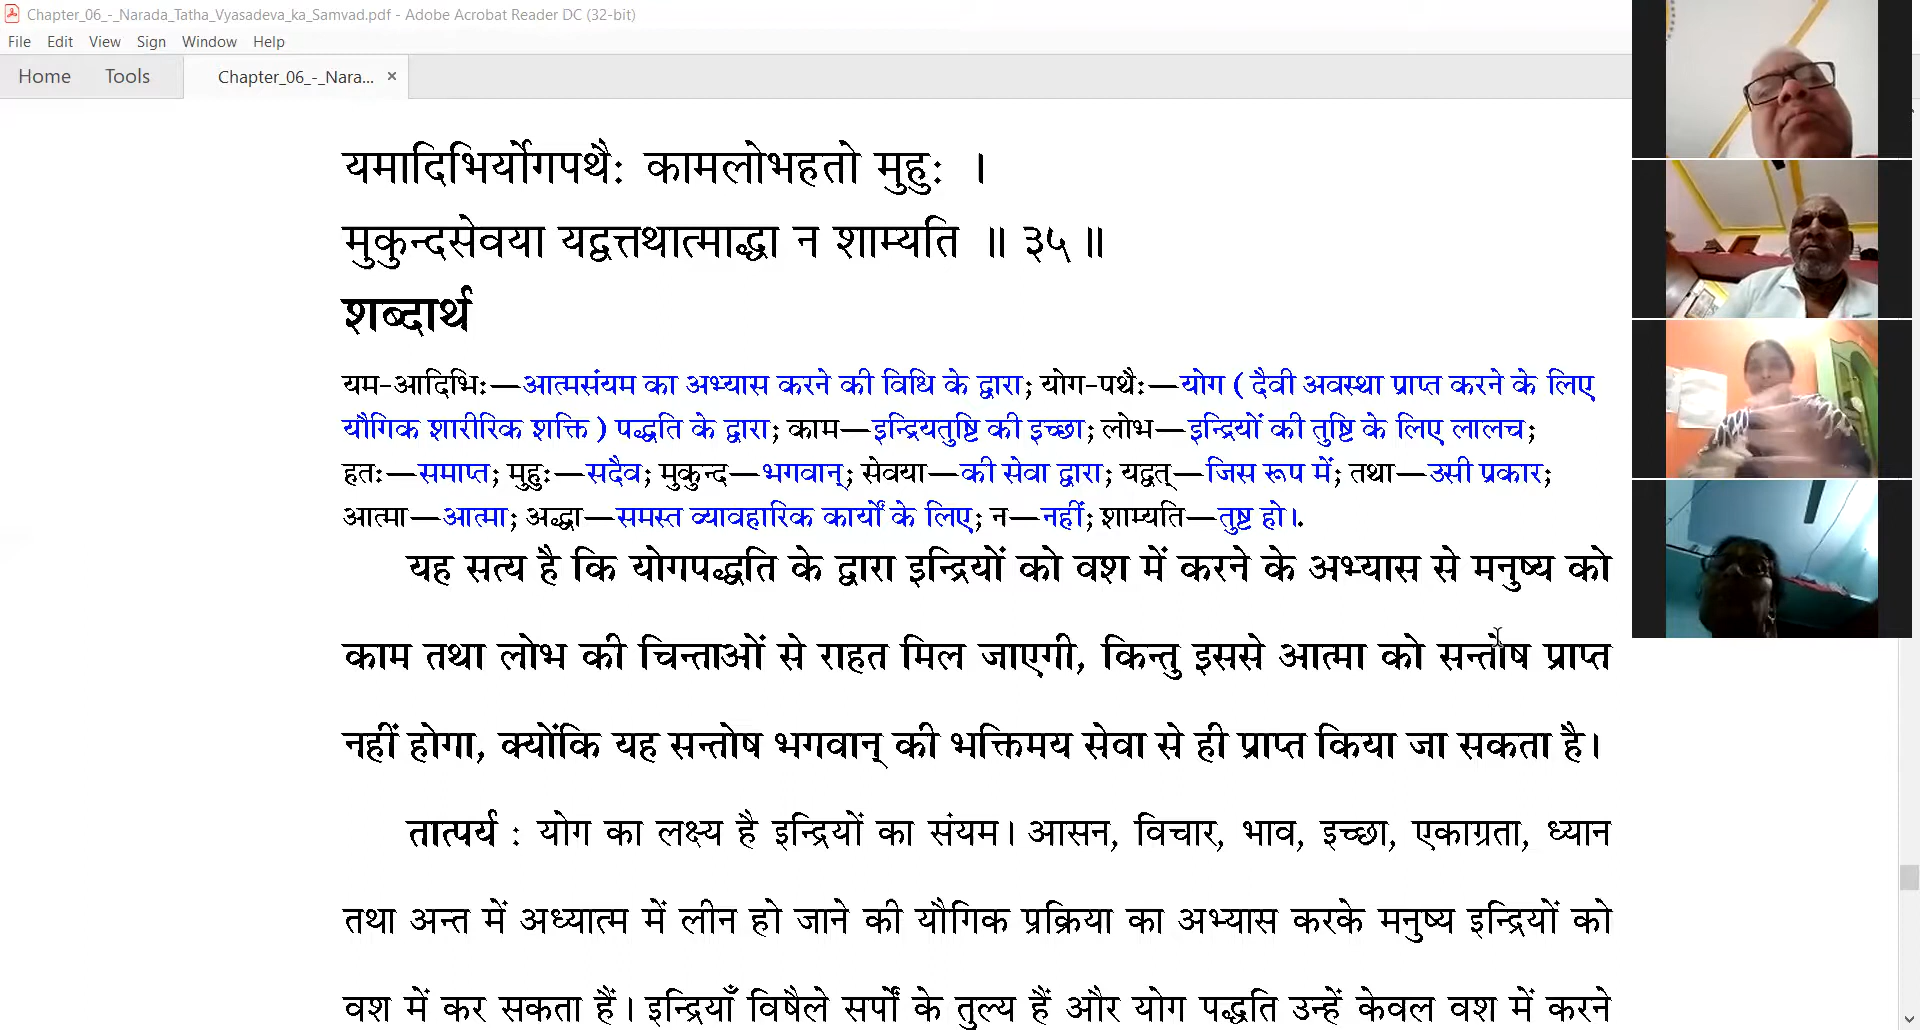 Chapter_06_-_Narada_Tatha_Vyasadeva_ka_Samvad.pdf - Adobe Acrobat Reader DC (32-bit)
File Edit View Sign Window Help
Home Tools Chapter_06_-_Nara... ×
यमादिभिर्योगपथैः कामलोभहतो मुहुः ।
मुकुन्दसेवया यद्वत्तथात्माद्धा न शाम्यति ॥ ३५ ॥
शब्दार्थ
यम-आदिभिः—आत्मसंयम का अभ्यास करने की विधि के द्वारा; योग-पथैः—योग ( दैवी अवस्था प्राप्त करने के लिए
यौगिक शारीरिक शक्ति ) पद्धति के द्वारा; काम—इन्द्रियतुष्टि की इच्छा; लोभ—इन्द्रियों की तुष्टि के लिए लालच;
हतः—समाप्त; मुहुः—सदैव; मुकुन्द—भगवान्; सेवया—की सेवा द्वारा; यद्वत्—जिस रूप में; तथा—उसी प्रकार;
आत्मा—आत्मा; अद्धा—समस्त व्यावहारिक कार्यों के लिए; न—नहीं; शाम्यति—तुष्ट हो।.
यह सत्य है कि योगपद्धति के द्वारा इन्द्रियों को वश में करने के अभ्यास से मनुष्य को
काम तथा लोभ की चिन्ताओं से राहत मिल जाएगी, किन्तु इससे आत्मा को सन्तोष प्राप्त
नहीं होगा, क्योंकि यह सन्तोष भगवान् की भक्तिमय सेवा से ही प्राप्त किया जा सकता है।
तात्पर्य : योग का लक्ष्य है इन्द्रियों का संयम। आसन, विचार, भाव, इच्छा, एकाग्रता, ध्यान
तथा अन्त में अध्यात्म में लीन हो जाने की यौगिक प्रक्रिया का अभ्यास करके मनुष्य इन्द्रियों को
वश में कर सकता हैं। इन्द्रियाँ विषैले सर्पों के तुल्य हैं और योग पद्धति उन्हें केवल वश में करने